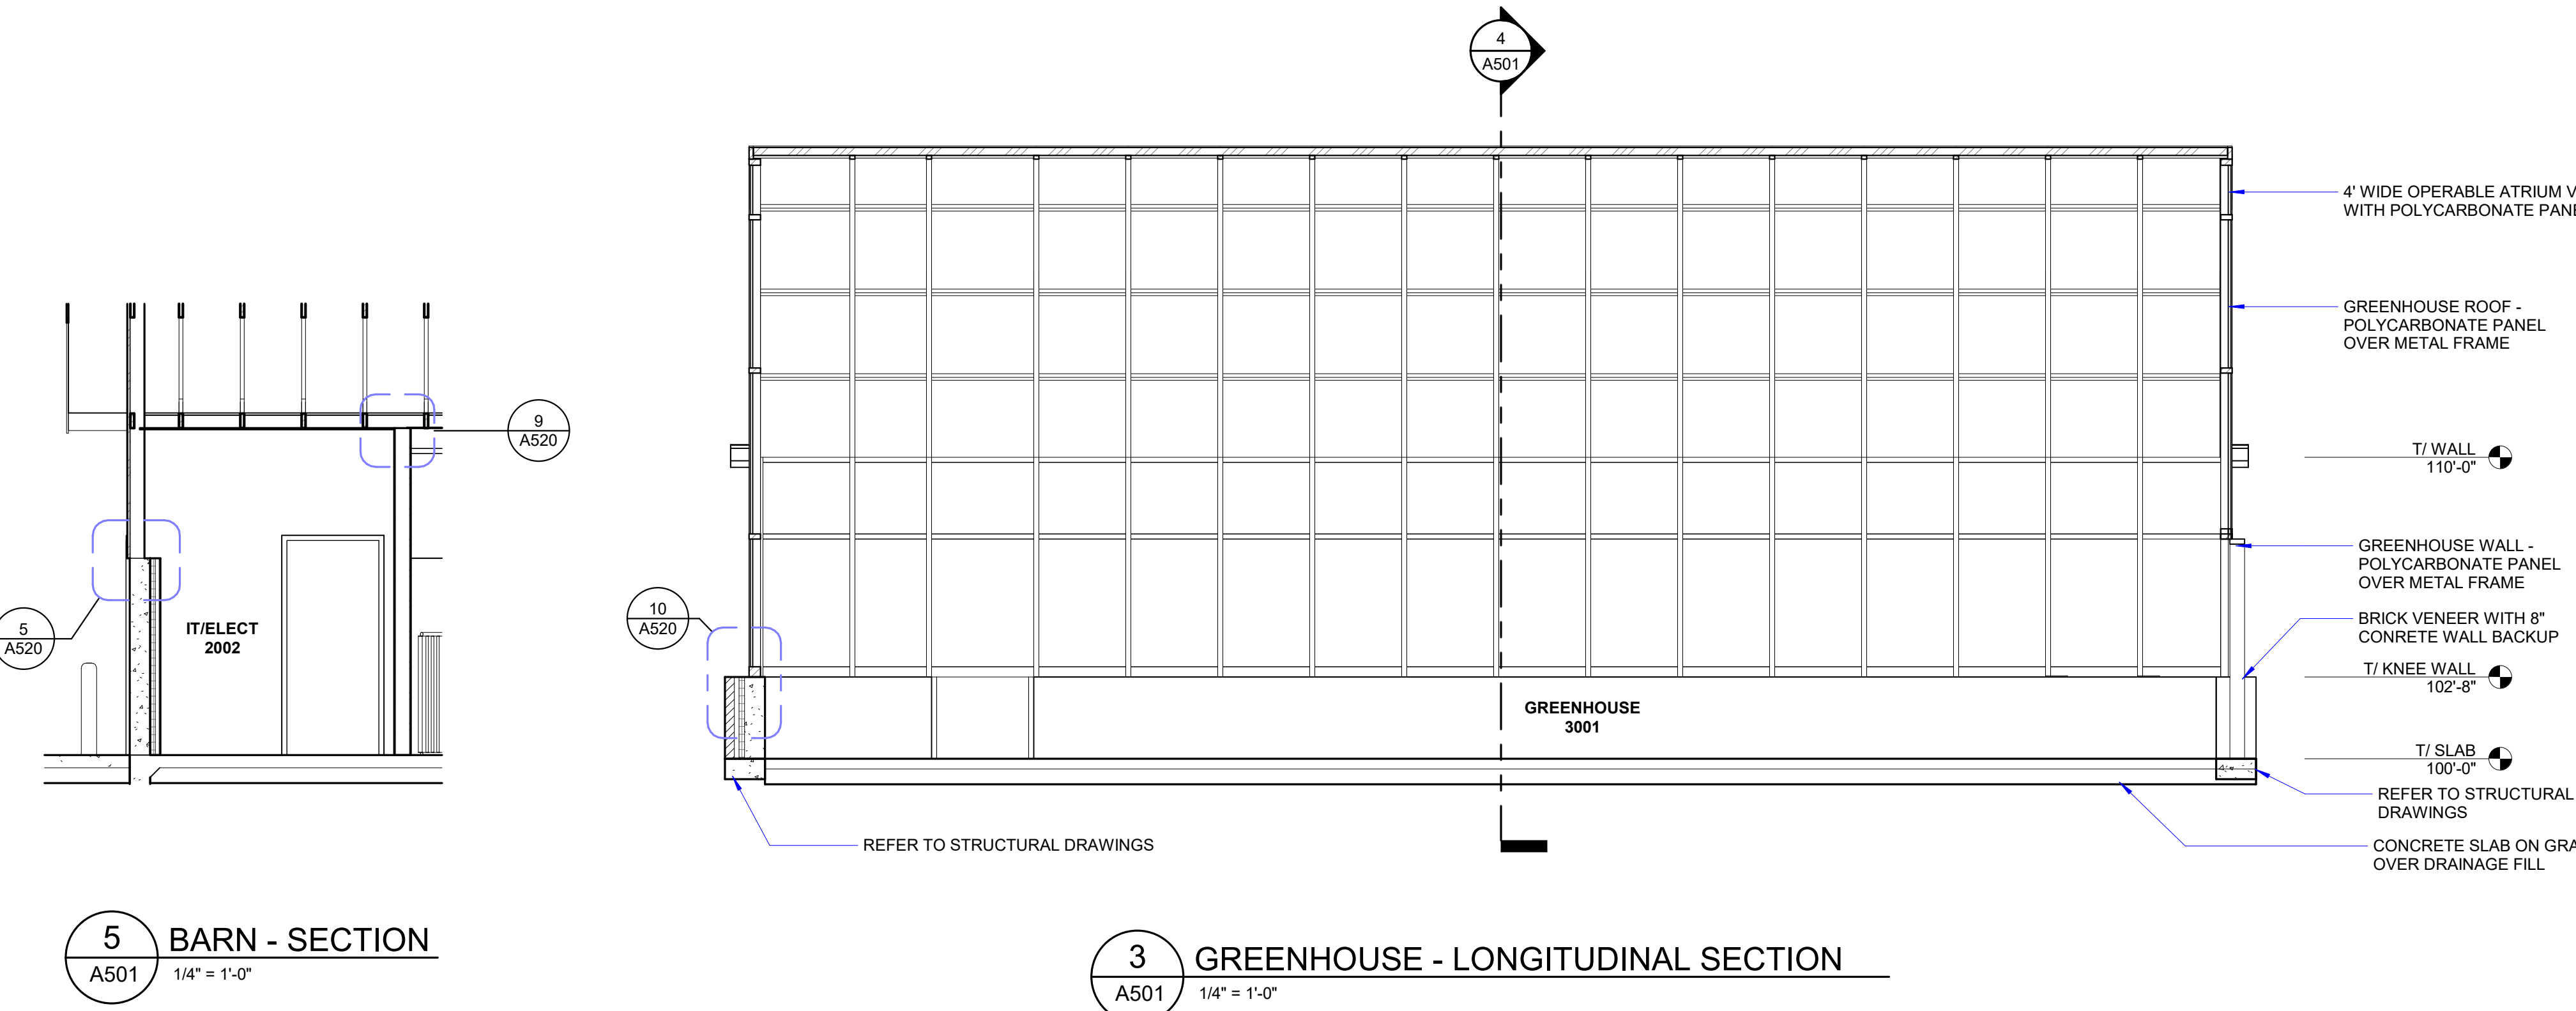 4
A501
4' WIDE OPERABLE ATRIUM
WITH POLYCARBONATE
GREENHOUSE ROOF -
POLYCARBONATE PANEL
OVER METAL FRAME
9
A520
T/ WALL
110'-0"
GREENHOUSE WALL -
POLYCARBONATE PANEL
OVER METAL FRAME
5
A520
IT/ELECT
2002
10
A520
BRICK VENEER WITH 8"
CONRETE WALL BACKUP
T/ KNEE WALL
102'-8"
GREENHOUSE
3001
T/ SLAB
100'-0"
REFER TO STRUCTURAL
DRAWINGS
REFER TO STRUCTURAL DRAWINGS
CONCRETE SLAB ON
OVER DRAINAGE FILL
5
A501
BARN - SECTION
1/4" = 1'-0"
3
A501
GREENHOUSE - LONGITUDINAL SECTION
1/4" = 1'-0"